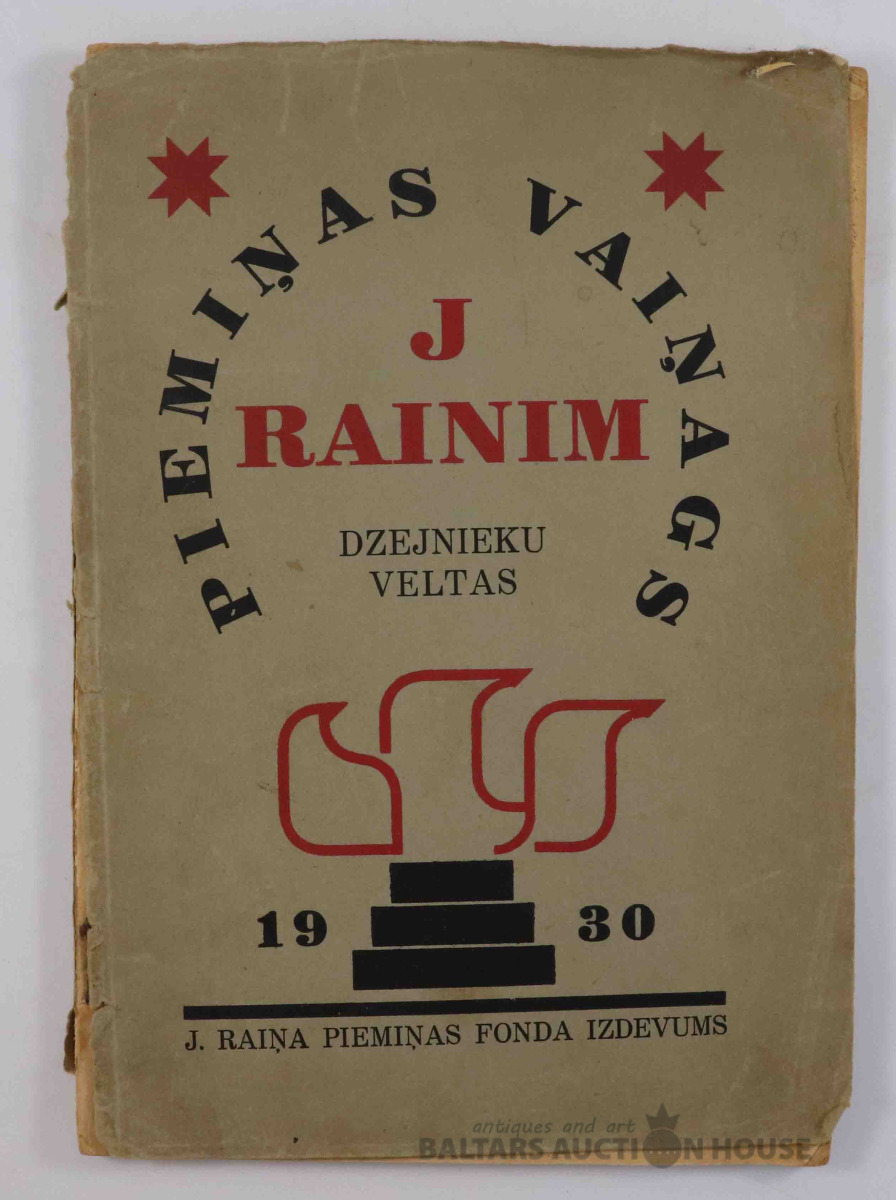 PIEMIŅAS VAIŅAGS
J
RAINIM
DZEJNIEKU
VELTAS
19 30
J. RAIŅA PIEMIŅAS FONDA IZDEVUMS
antiques and art
BALTARS AUCTION HOUSE